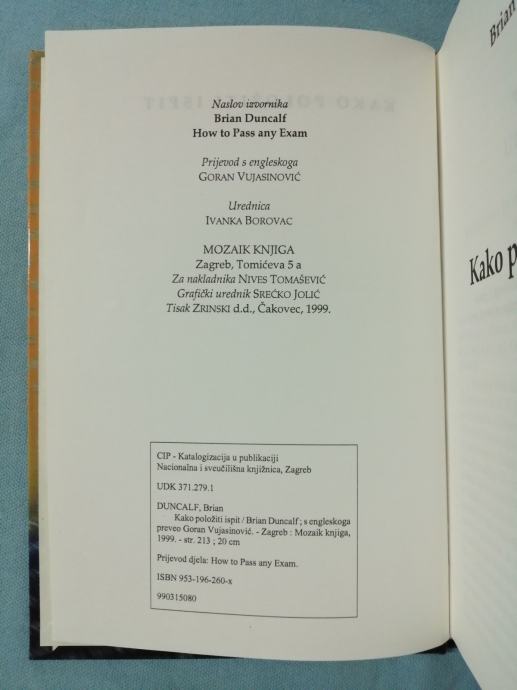 Naslov izvornika
Brian Duncalf
How to Pass any Exam
Prijevod s engleskoga
GORAN VUJASINOVIĆ
Urednica
IVANKA BOROVAC
MOZAIK KNJIGA
Zagreb, Tomićeva 5 a
Za nakladnika NIVES TOMAŠEVIĆ
Grafički urednik SREĆKO JOLIĆ
Tisak ZRINSKI d.d., Čakovec, 1999.
CIP - Katalogizacija u publikaciji
Nacionalna i sveučilišna knjižnica, Zagreb
UDK 371.279.1
DUNCALF, Brian
Kako položiti ispit / Brian Duncalf ; s engleskoga
preveo Goran Vujasinović. - Zagreb : Mozaik knjiga,
1999. - str. 213 ; 20 cm
Prijevod djela: How to Pass any Exam.
ISBN 953-196-260-x
990315080
Brian
Kako p